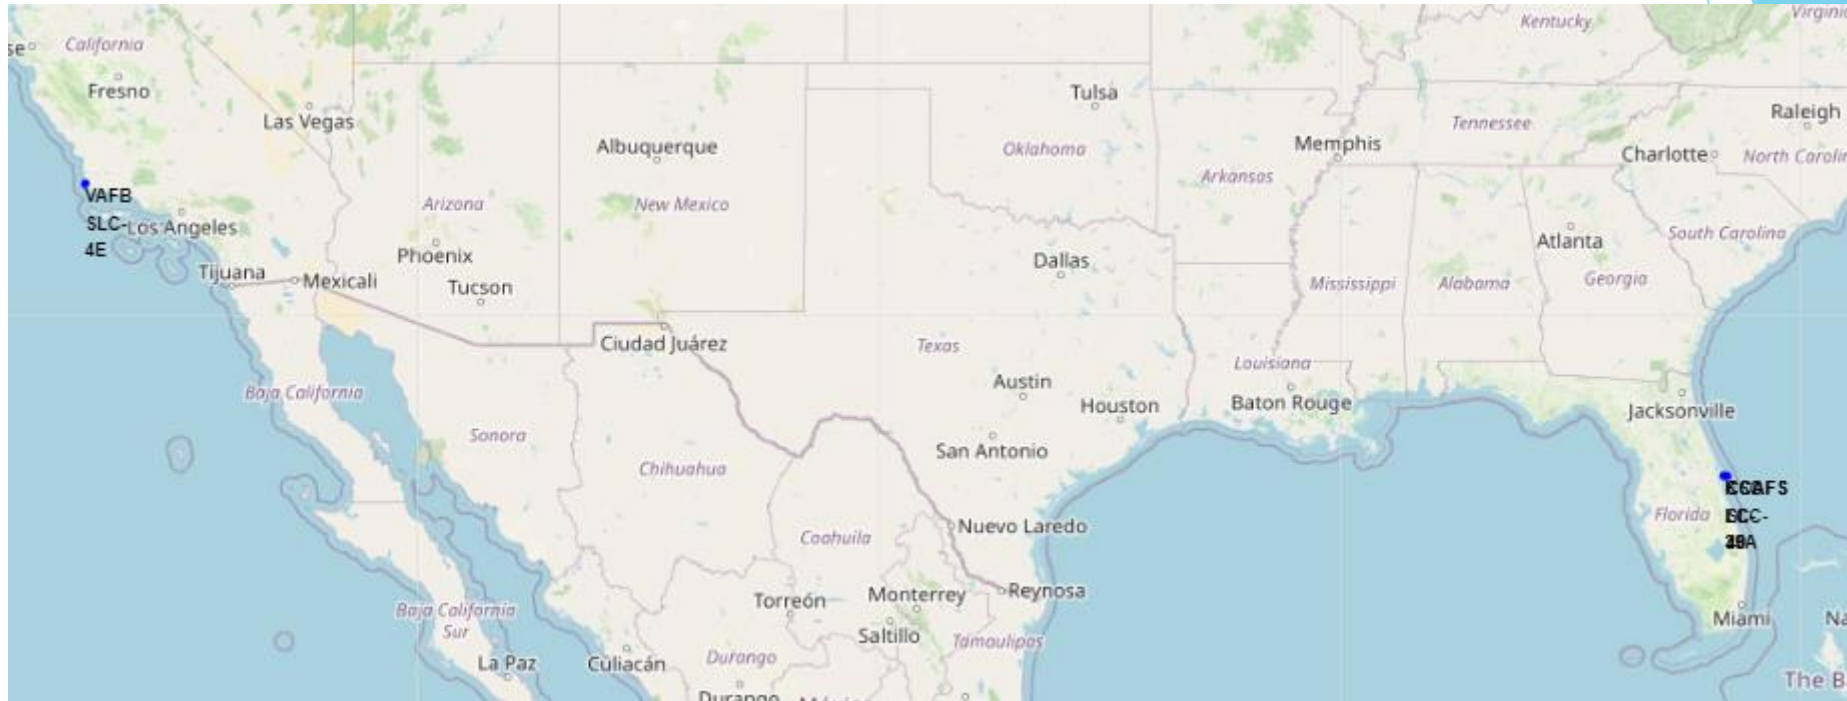 Kentucky
Virginia
se
California
Fresno
Las Vegas
Tulsa
Raleigh
Albuquerque
Oklahoma
Memphis
Tennessee
Charlotte
North Carolin
Arkansas
VAFB
SLC-
4E
Los Angeles
Arizona
New Mexico
Phoenix
Dallas
Atlanta
South Carolina
Tijuana
Mexicali
Tucson
Mississippi
Alabama
Georgia
Ciudad Juárez
Texas
Louisiana
Austin
Baja California
Houston
Baton Rouge
Jacksonville
Sonora
San Antonio
Chihuahua
Florida
Nuevo Laredo
Coahuila
Reynosa
Torreón
Monterrey
Baja California
Sur
Saltillo
Tamaulipas
Miami
Na
La Paz
Culiacán
Durango
The B
Durango